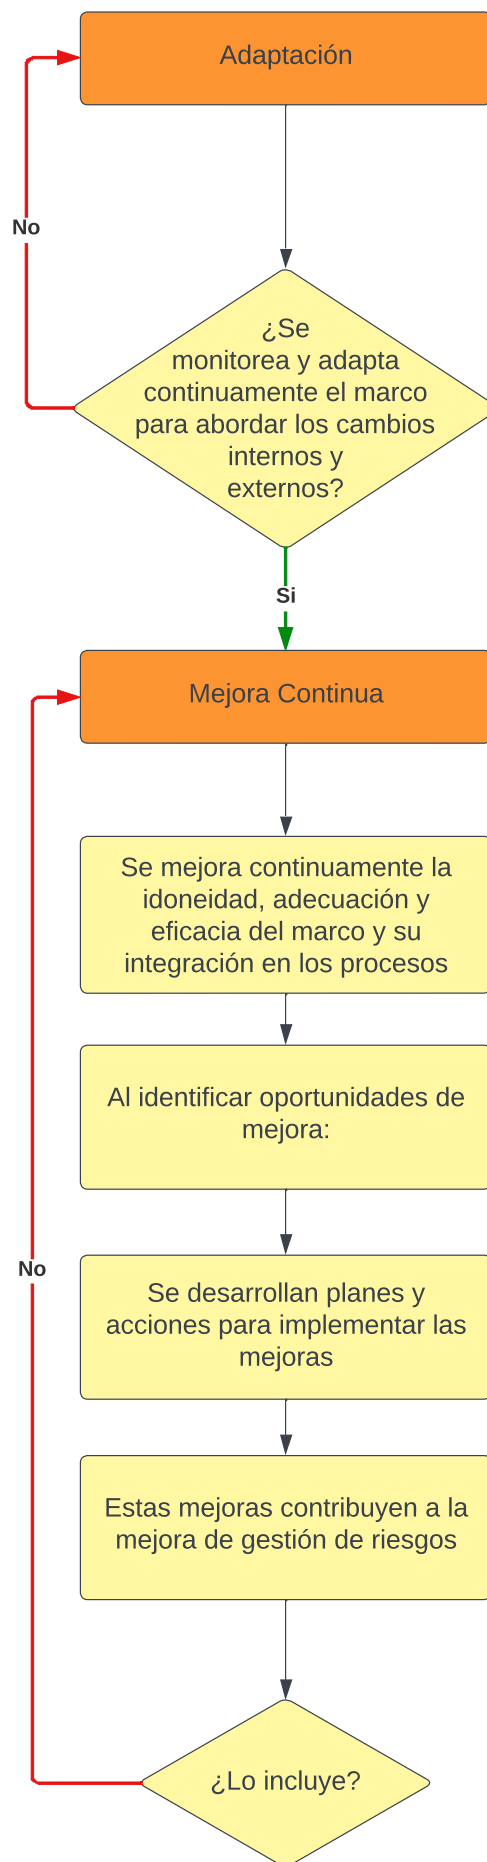 Adaptación
No
¿Se
monitorea y adapta
continuamente el marco
para abordar los cambios
internos y
externos?
Si
Mejora Continua
Se mejora continuamente la
idoneidad, adecuación y
eficacia del marco y su
integración en los procesos
Al identificar oportunidades de
mejora:
No
Se desarrollan planes y
acciones para implementar las
mejoras
Estas mejoras contribuyen a la
mejora de gestión de riesgos
¿Lo incluye?